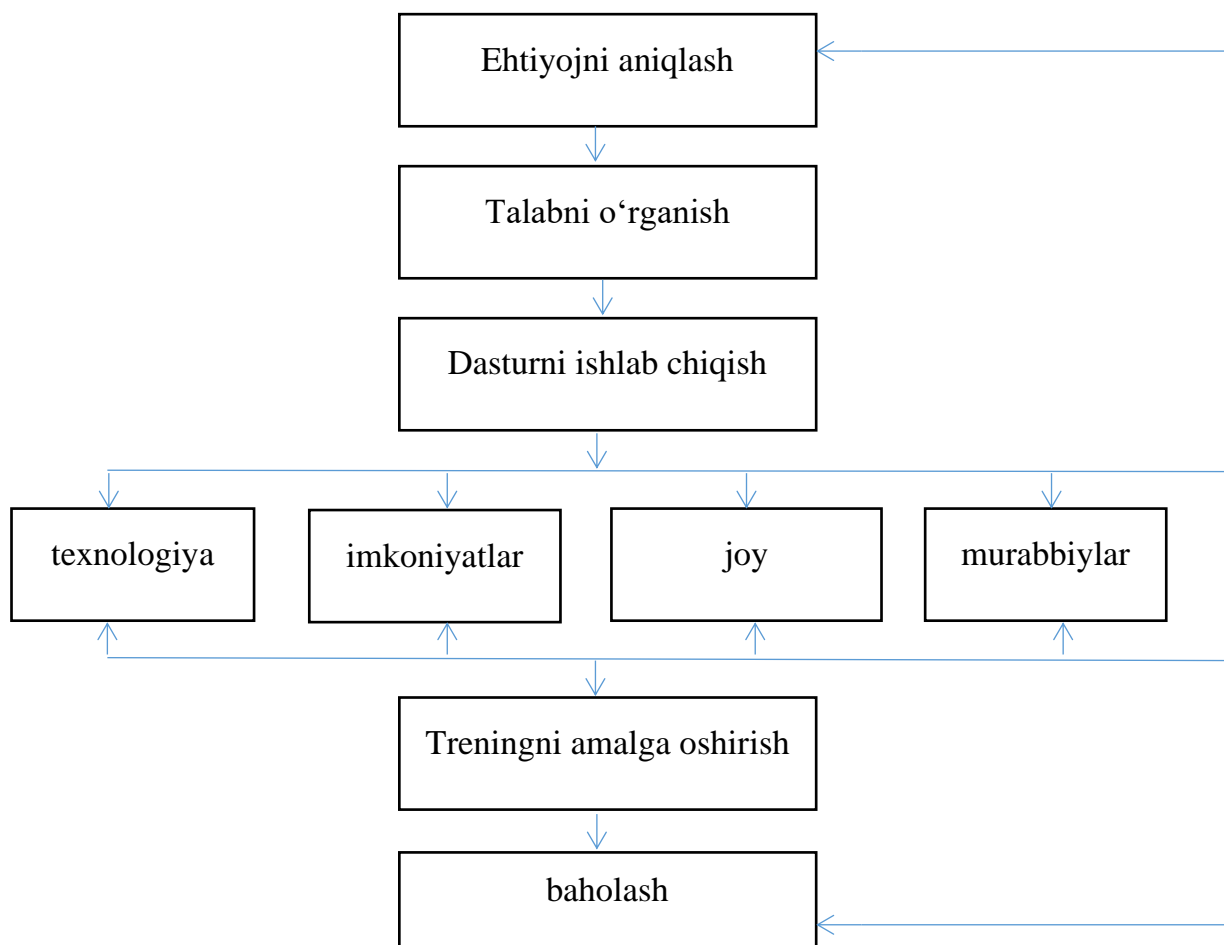 Ehtiyojni aniqlash
Talabni o‘rganish
Dasturni ishlab chiqish
texnologiya
imkoniyatlar
joy
murabbiylar
Treningni amalga oshirish
baholash